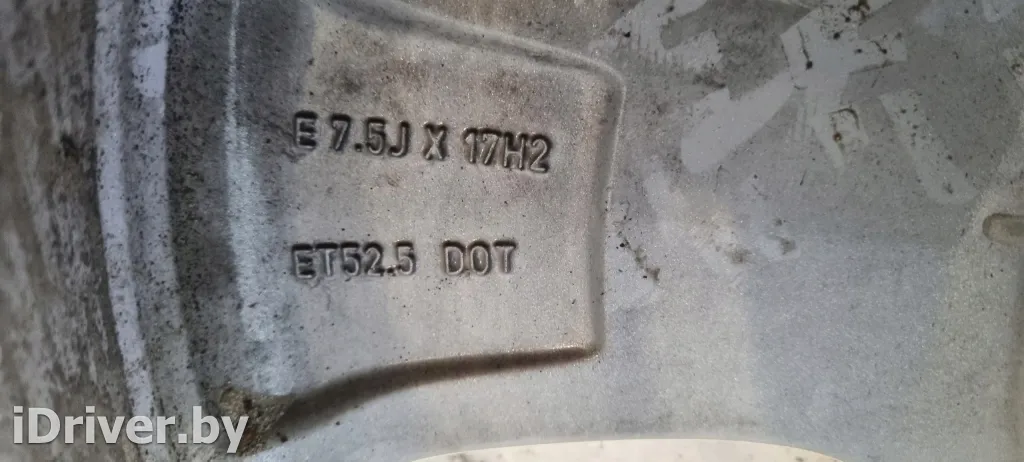 E 7.5J X 17H2
ET52.5 DOT
iDriver.by